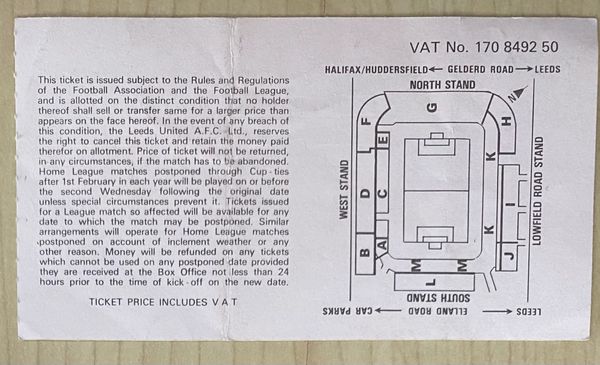 VAT No. 170 8492 50
This ticket is issued subject to the Rules and Regulations
of the Football Association and the Football League,
and is allotted on the distinct condition that no holder
thereof shall sell or transfer same for a larger price than
appears on the face hereof. In the event of any breach of
this condition, the Leeds United A.F.C. Ltd., reserves
the right to cancel this ticket and retain the money paid
therefor on allotment. Price of ticket will not be returned,
in any circumstances, if the match has to be abandoned.
Home League matches postponed through Cup-ties
after 1st February in each year will be played on or before
the second Wednesday following the original date
unless special circumstances prevent it. Tickets issued
for a League match so affected will be available for any
date to which the match may be postponed. Similar
arrangements will operate for Home League matches
postponed on account of inclement weather or any
other reason. Money will be refunded on any tickets
which cannot be used on any postponed date provided
they are received at the Box Office not less than 24
hours prior to the time of kick-off on the new date.
TICKET PRICE INCLUDES V A T
HALIFAX/HUDDERSFIELD← GELDERD ROAD →LEEDS
NORTH STAND
N
F
G
H
E
K
WEST STAND
D
C
I
LOWFIELD ROAD STAND
K
B
A
J
M
M
L
SOUTH STAND
LEEDS ← ELLAND ROAD → CAR PARKS